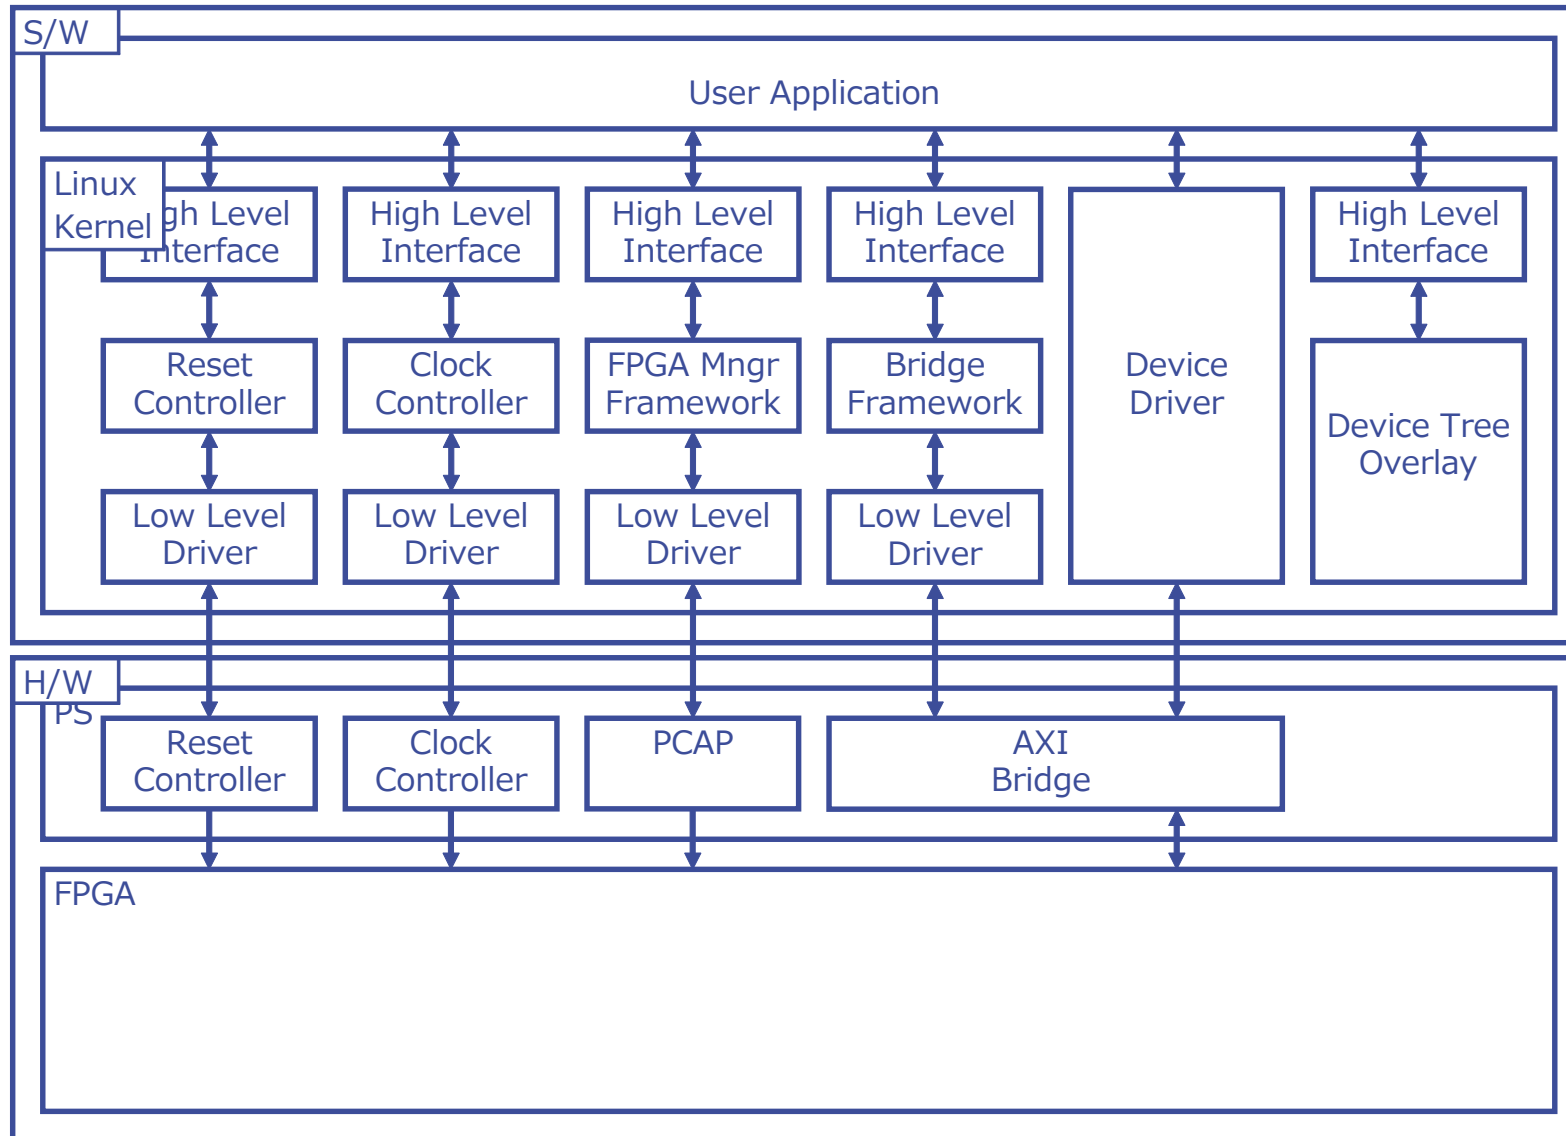 S/W
User Application
Linux
Kernel
gh Level
Interface
High Level
Interface
High Level
Interface
High Level
Interface
High Level
Interface
Reset
Controller
Clock
Controller
FPGA Mngr
Framework
Bridge
Framework
Device
Driver
Device Tree
Overlay
Low Level
Driver
Low Level
Driver
Low Level
Driver
Low Level
Driver
H/W
PS
Reset
Controller
Clock
Controller
PCAP
AXI
Bridge
FPGA